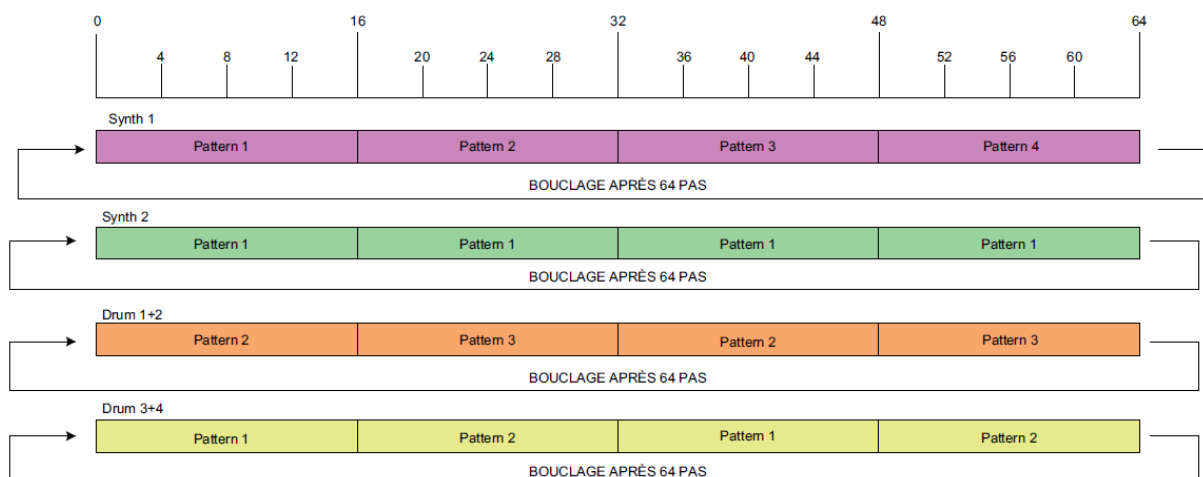 0 16 32 48 64
4 8 12 20 24 28 36 40 44 52 56 60
Synth 1
Pattern 1 Pattern 2 Pattern 3 Pattern 4
BOUCLAGE APRÈS 64 PAS
Synth 2
Pattern 1 Pattern 1 Pattern 1 Pattern 1
BOUCLAGE APRÈS 64 PAS
Drum 1+2
Pattern 2 Pattern 3 Pattern 2 Pattern 3
BOUCLAGE APRÈS 64 PAS
Drum 3+4
Pattern 1 Pattern 2 Pattern 1 Pattern 2
BOUCLAGE APRÈS 64 PAS